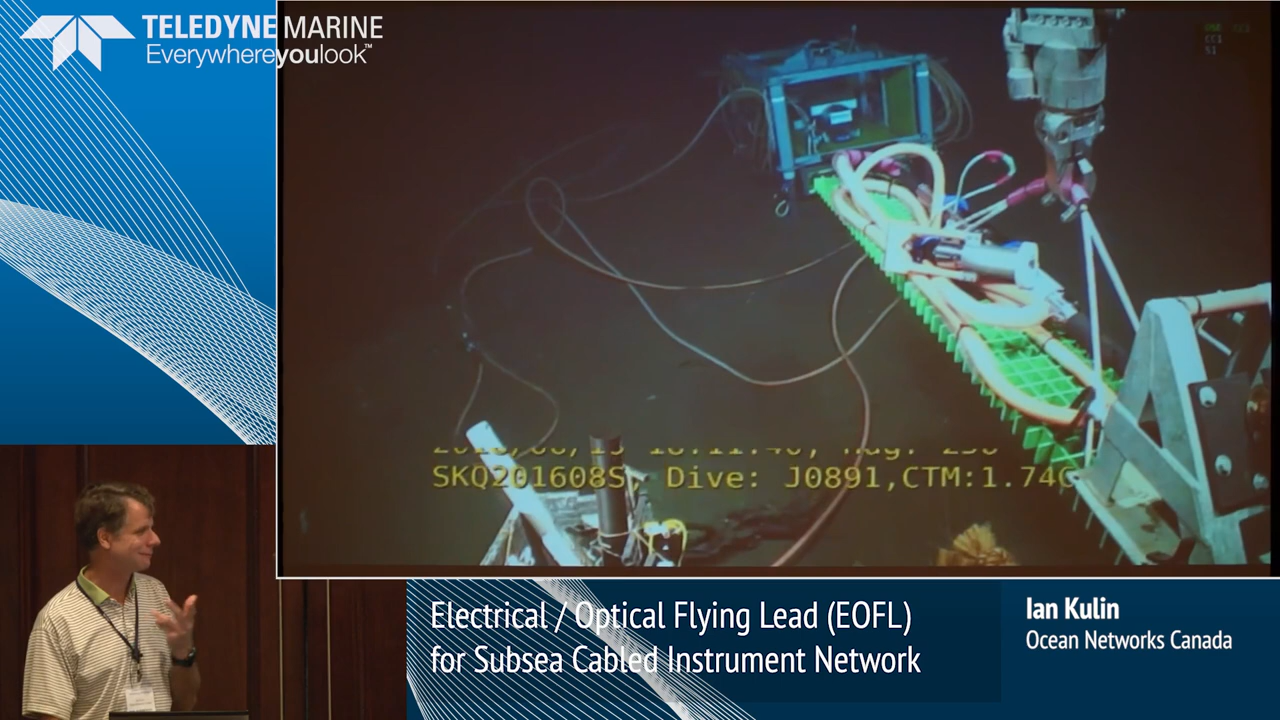 TELEDYNE MARINE
Everywhereyoulook™
SKQ201608S, Dive: J0891,CTM:1.74C
Electrical / Optical Flying Lead (EOFL)
for Subsea Cabled Instrument Network
Ian Kulin
Ocean Networks Canada